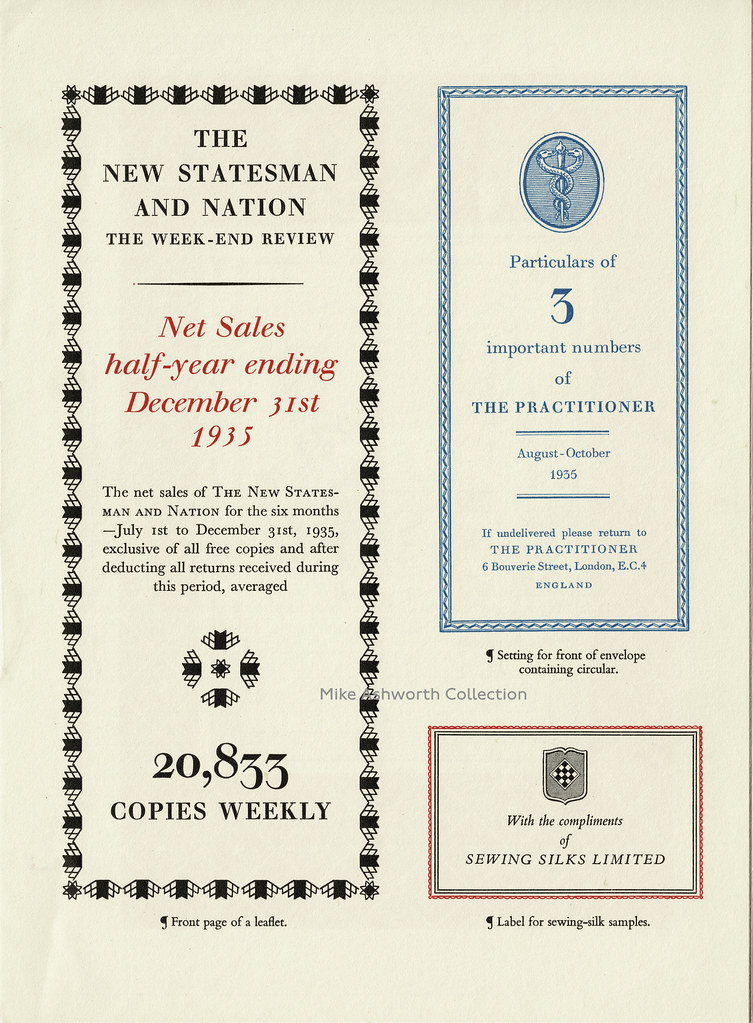 THE
NEW STATESMAN
AND NATION
THE WEEK-END REVIEW
Net Sales
half-year ending
December 31st
1935
The net sales of THE NEW STATES-
MAN AND NATION for the six months
—July 1st to December 31st, 1935,
exclusive of all free copies and after
deducting all returns received during
this period, averaged
20,833
COPIES WEEKLY
¶ Front page of a leaflet.
Particulars of
3
important numbers
of
THE PRACTITIONER
August-October
1935
If undelivered please return to
THE PRACTITIONER
6 Bouverie Street, London, E.C.4
ENGLAND
¶ Setting for front of envelope
containing circular.
Mike Ashworth Collection
With the compliments
of
SEWING SILKS LIMITED
¶ Label for sewing-silk samples.